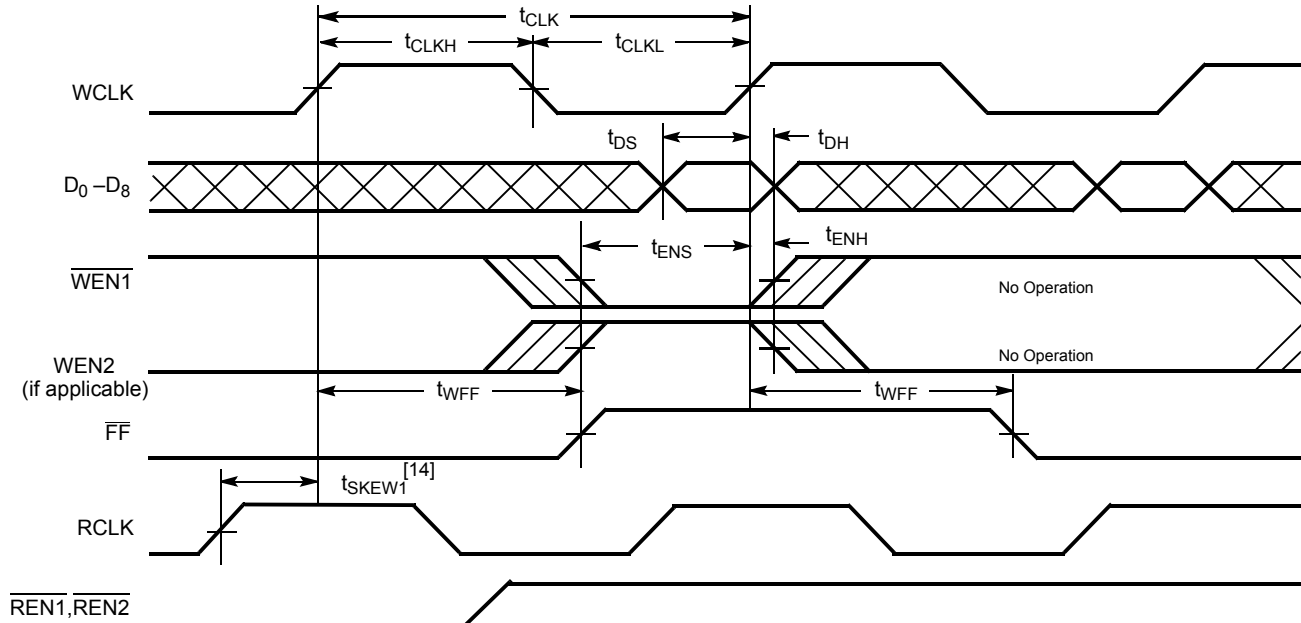 tCLK
tCLKH
tCLKL
WCLK
tDS
tDH
D0 –D8
tENS
tENH
WEN1
No Operation
WEN2
(if applicable)
No Operation
tWFF
tWFF
FF
tSKEW1[14]
RCLK
REN1,REN2